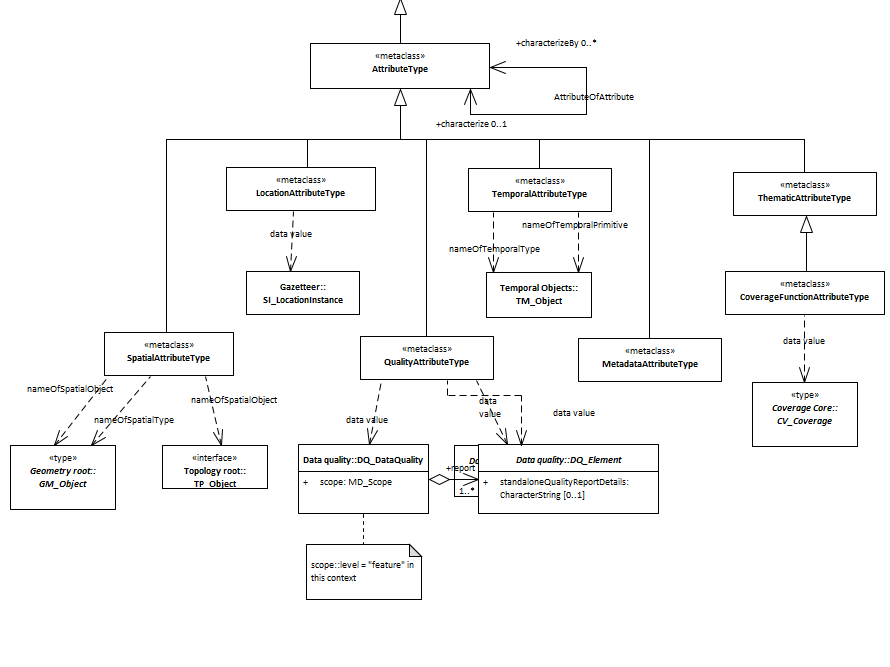 «metaclass»
AttributeType
+characterizeBy 0..*
AttributeOfAttribute
+characterize 0..1
«metaclass»
LocationAttributeType
«metaclass»
TemporalAttributeType
«metaclass»
ThematicAttributeType
data value
nameOfTemporalPrimitive
nameOfTemporalType
Gazetteer::
SI_LocationInstance
Temporal Objects::
TM_Object
«metaclass»
CoverageFunctionAttributeType
«metaclass»
SpatialAttributeType
«metaclass»
QualityAttributeType
«metaclass»
MetadataAttributeType
data value
nameOfSpatialObject
nameOfSpatialType
nameOfSpatialObject
data value
data
value
data value
«type»
Coverage Core::
CV_Coverage
«type»
Geometry root::
GM_Object
«interface»
Topology root::
TP_Object
Data quality::DQ_DataQuality
+ scope: MD_Scope
+report
1..*
Data quality::DQ_Element
+ standaloneQualityReportDetails:
CharacterString [0..1]
scope::level = "feature" in
this context